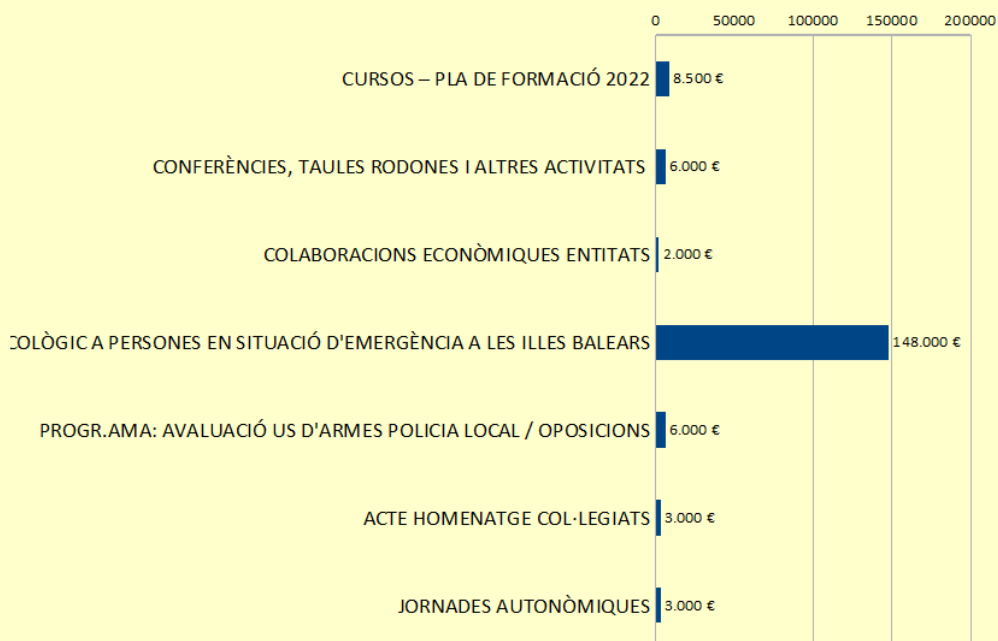 0 50000 100000 150000 200000
CURSOS – PLA DE FORMACIÓ 2022 8.500 €
CONFERÈNCIES, TAULES RODONES I ALTRES ACTIVITATS 6.000 €
COLABORACIONS ECONÒMIQUES ENTITATS 2.000 €
COLÒGIC A PERSONES EN SITUACIÓ D'EMERGÈNCIA A LES ILLES BALEARS 148.000 €
PROGR.AMA: AVALUACIÓ US D'ARMES POLICIA LOCAL / OPOSICIONS 6.000 €
ACTE HOMENATGE COL·LEGIATS 3.000 €
JORNADES AUTONÒMIQUES 3.000 €